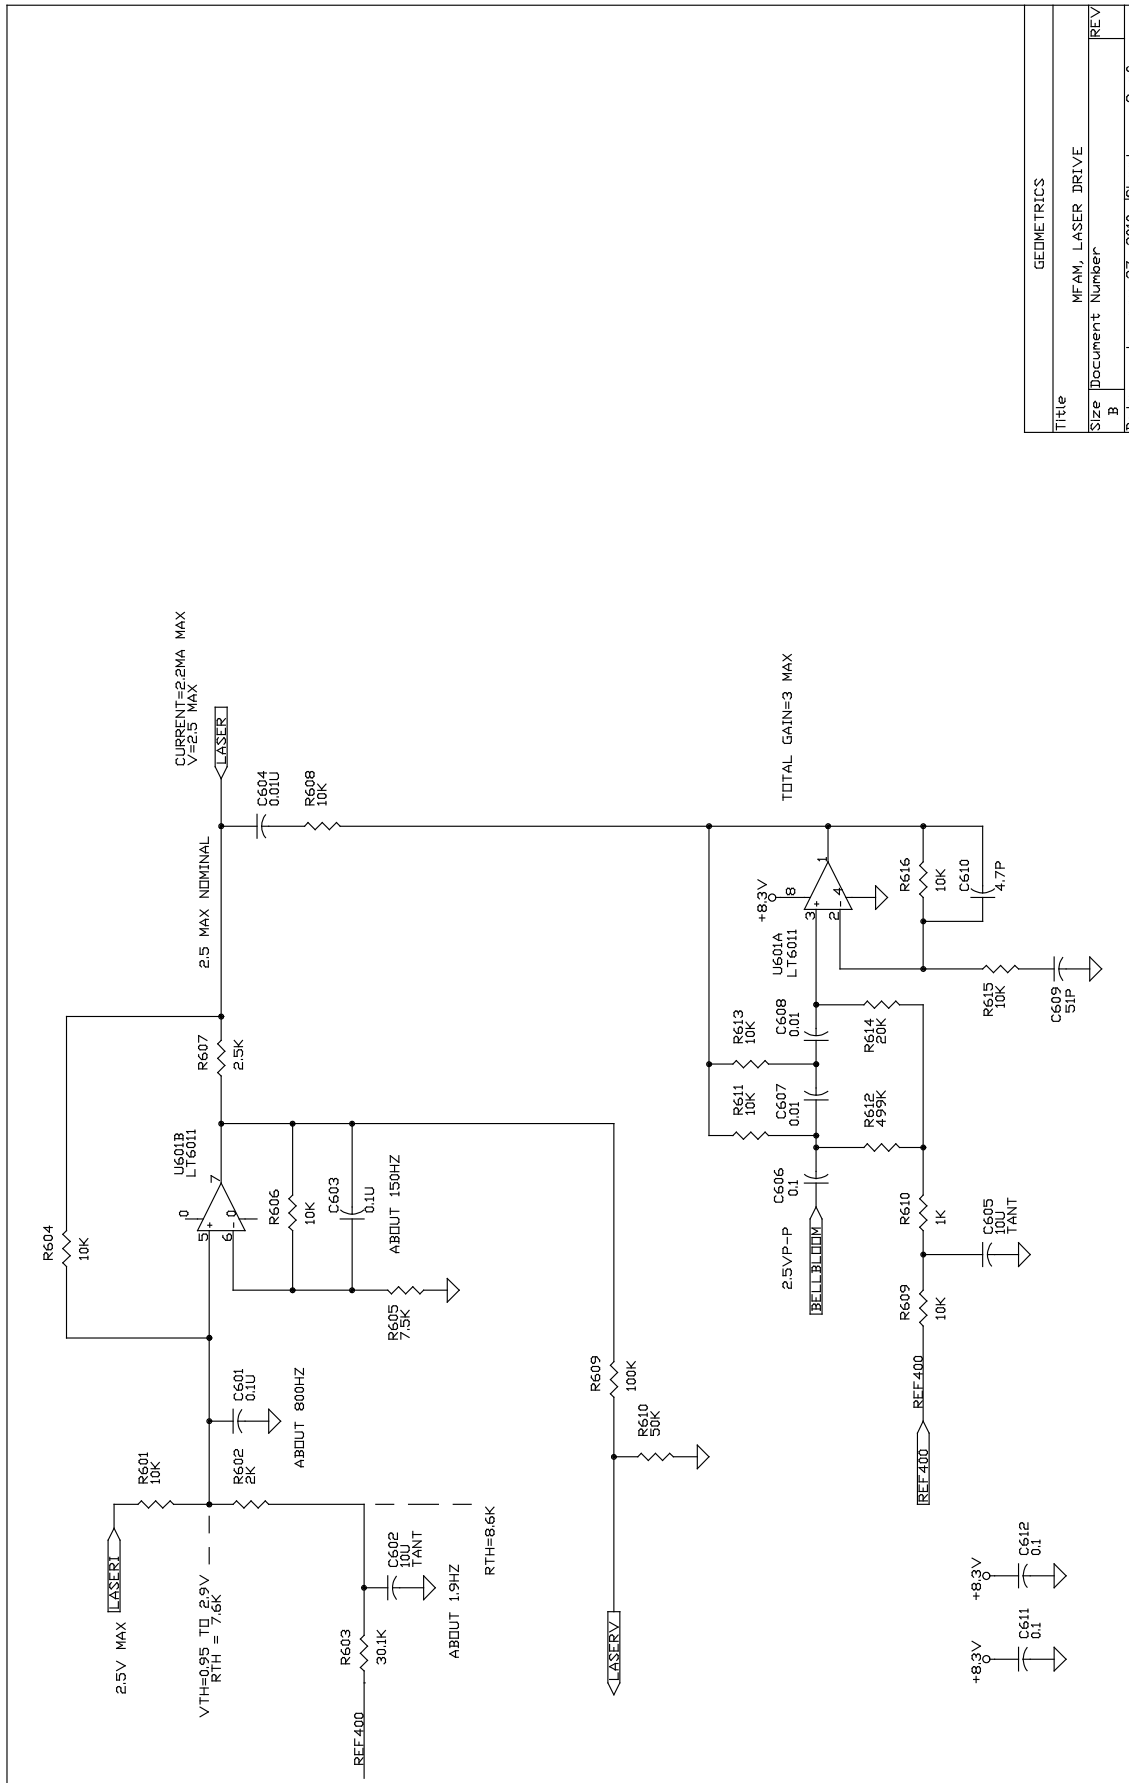 CURRENT=2.2MA MAX
V=2.5 MAX
LASER
2.5 MAX NOMINAL
C604
0.01U
R608
10K
R604
10K
R607
2.5K
U601B
LT6011
5
+
6
-
7
0
0
R606
10K
C603
0.1U
ABOUT 150HZ
R605
7.5K
2.5V MAX
LASERI
R601
10K
VTH=0.95 TO 2.9V
RTH = 7.6K
R602
2K
C601
0.1U
ABOUT 800HZ
REF400
R603
30.1K
C602
10U
TANT
ABOUT 1.9HZ
RTH=8.6K
LASERV
R610
50K
R609
100K
TOTAL GAIN=3 MAX
2.5VP-P
BELLBLOOM
C606
0.1
R611
10K
C607
0.01
R613
10K
C608
0.01
R612
499K
R614
20K
U601A
LT6011
+8.3V
8
3
+
2
-
1
4
R616
10K
C610
4.7P
R615
10K
C609
51P
REF400
REF400
R609
10K
R610
1K
C605
10U
TANT
+8.3V
C611
0.1
+8.3V
C612
0.1
GEOMETRICS
Title
MFAM, LASER DRIVE
Size
Document Number
REV
B